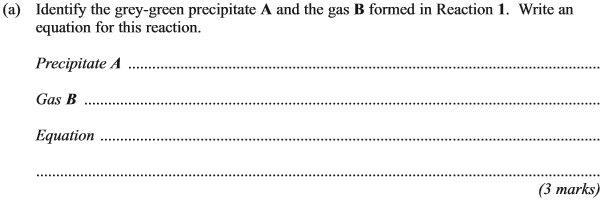 (a) Identify the grey-green precipitate A and the gas B formed in Reaction 1. Write an
equation for this reaction.
Precipitate A ................................................................
Gas B ................................................................
Equation ................................................................
................................................................
(3 marks)